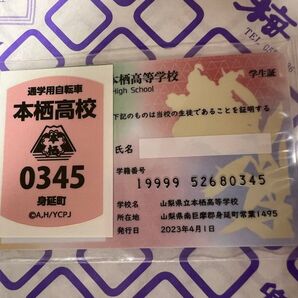 通学用自転車
本栖高校
0345
身延町
©A,H/YCPJ
本栖高等学校
High School
学生証
下記のものは当校の生徒であることを証明する
氏名
学籍番号
19999 52680345
学校名 山梨県立本栖高等学校
所在地 山梨県南巨摩郡身延町常葉1495
発行日 2023年4月1日